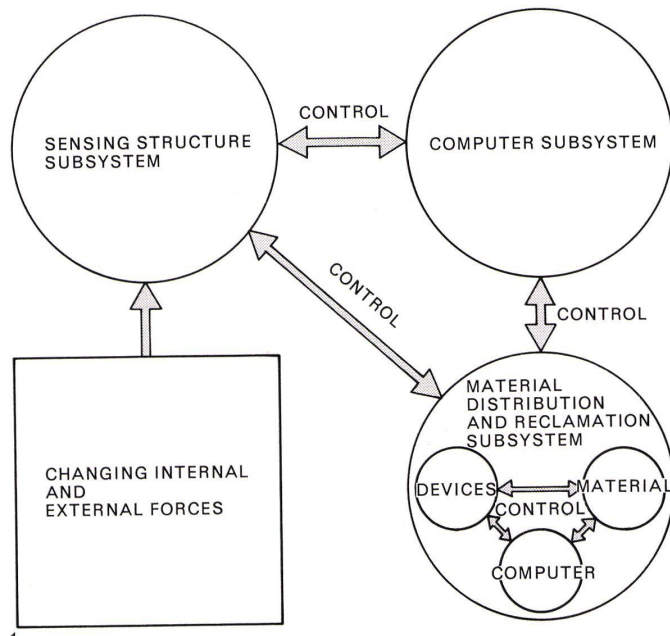 SENSING STRUCTURE
SUBSYSTEM
CONTROL
COMPUTER SUBSYSTEM
CONTROL
CONTROL
CHANGING INTERNAL
AND
EXTERNAL FORCES
MATERIAL
DISTRIBUTION
AND RECLAMATION
SUBSYSTEM
DEVICES
MATERIAL
CONTROL
COMPUTER